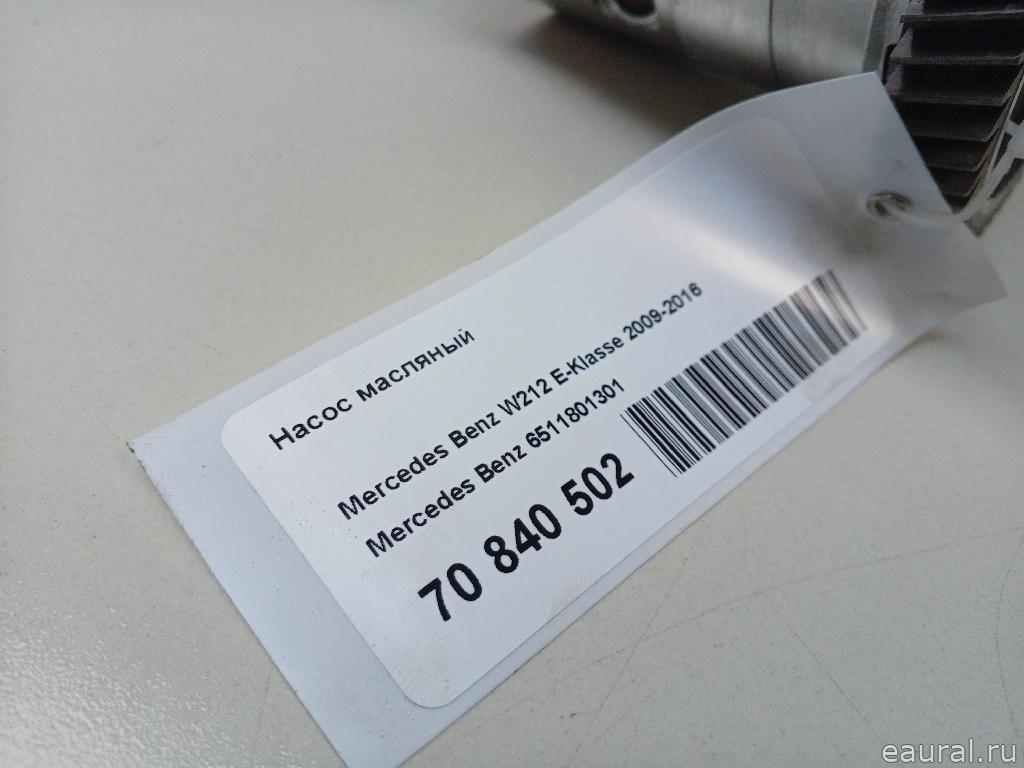 Насос масляный
Mercedes Benz W212 E-Klasse 2009-2016
Mercedes Benz 6511801301
70 840 502
eaural.ru